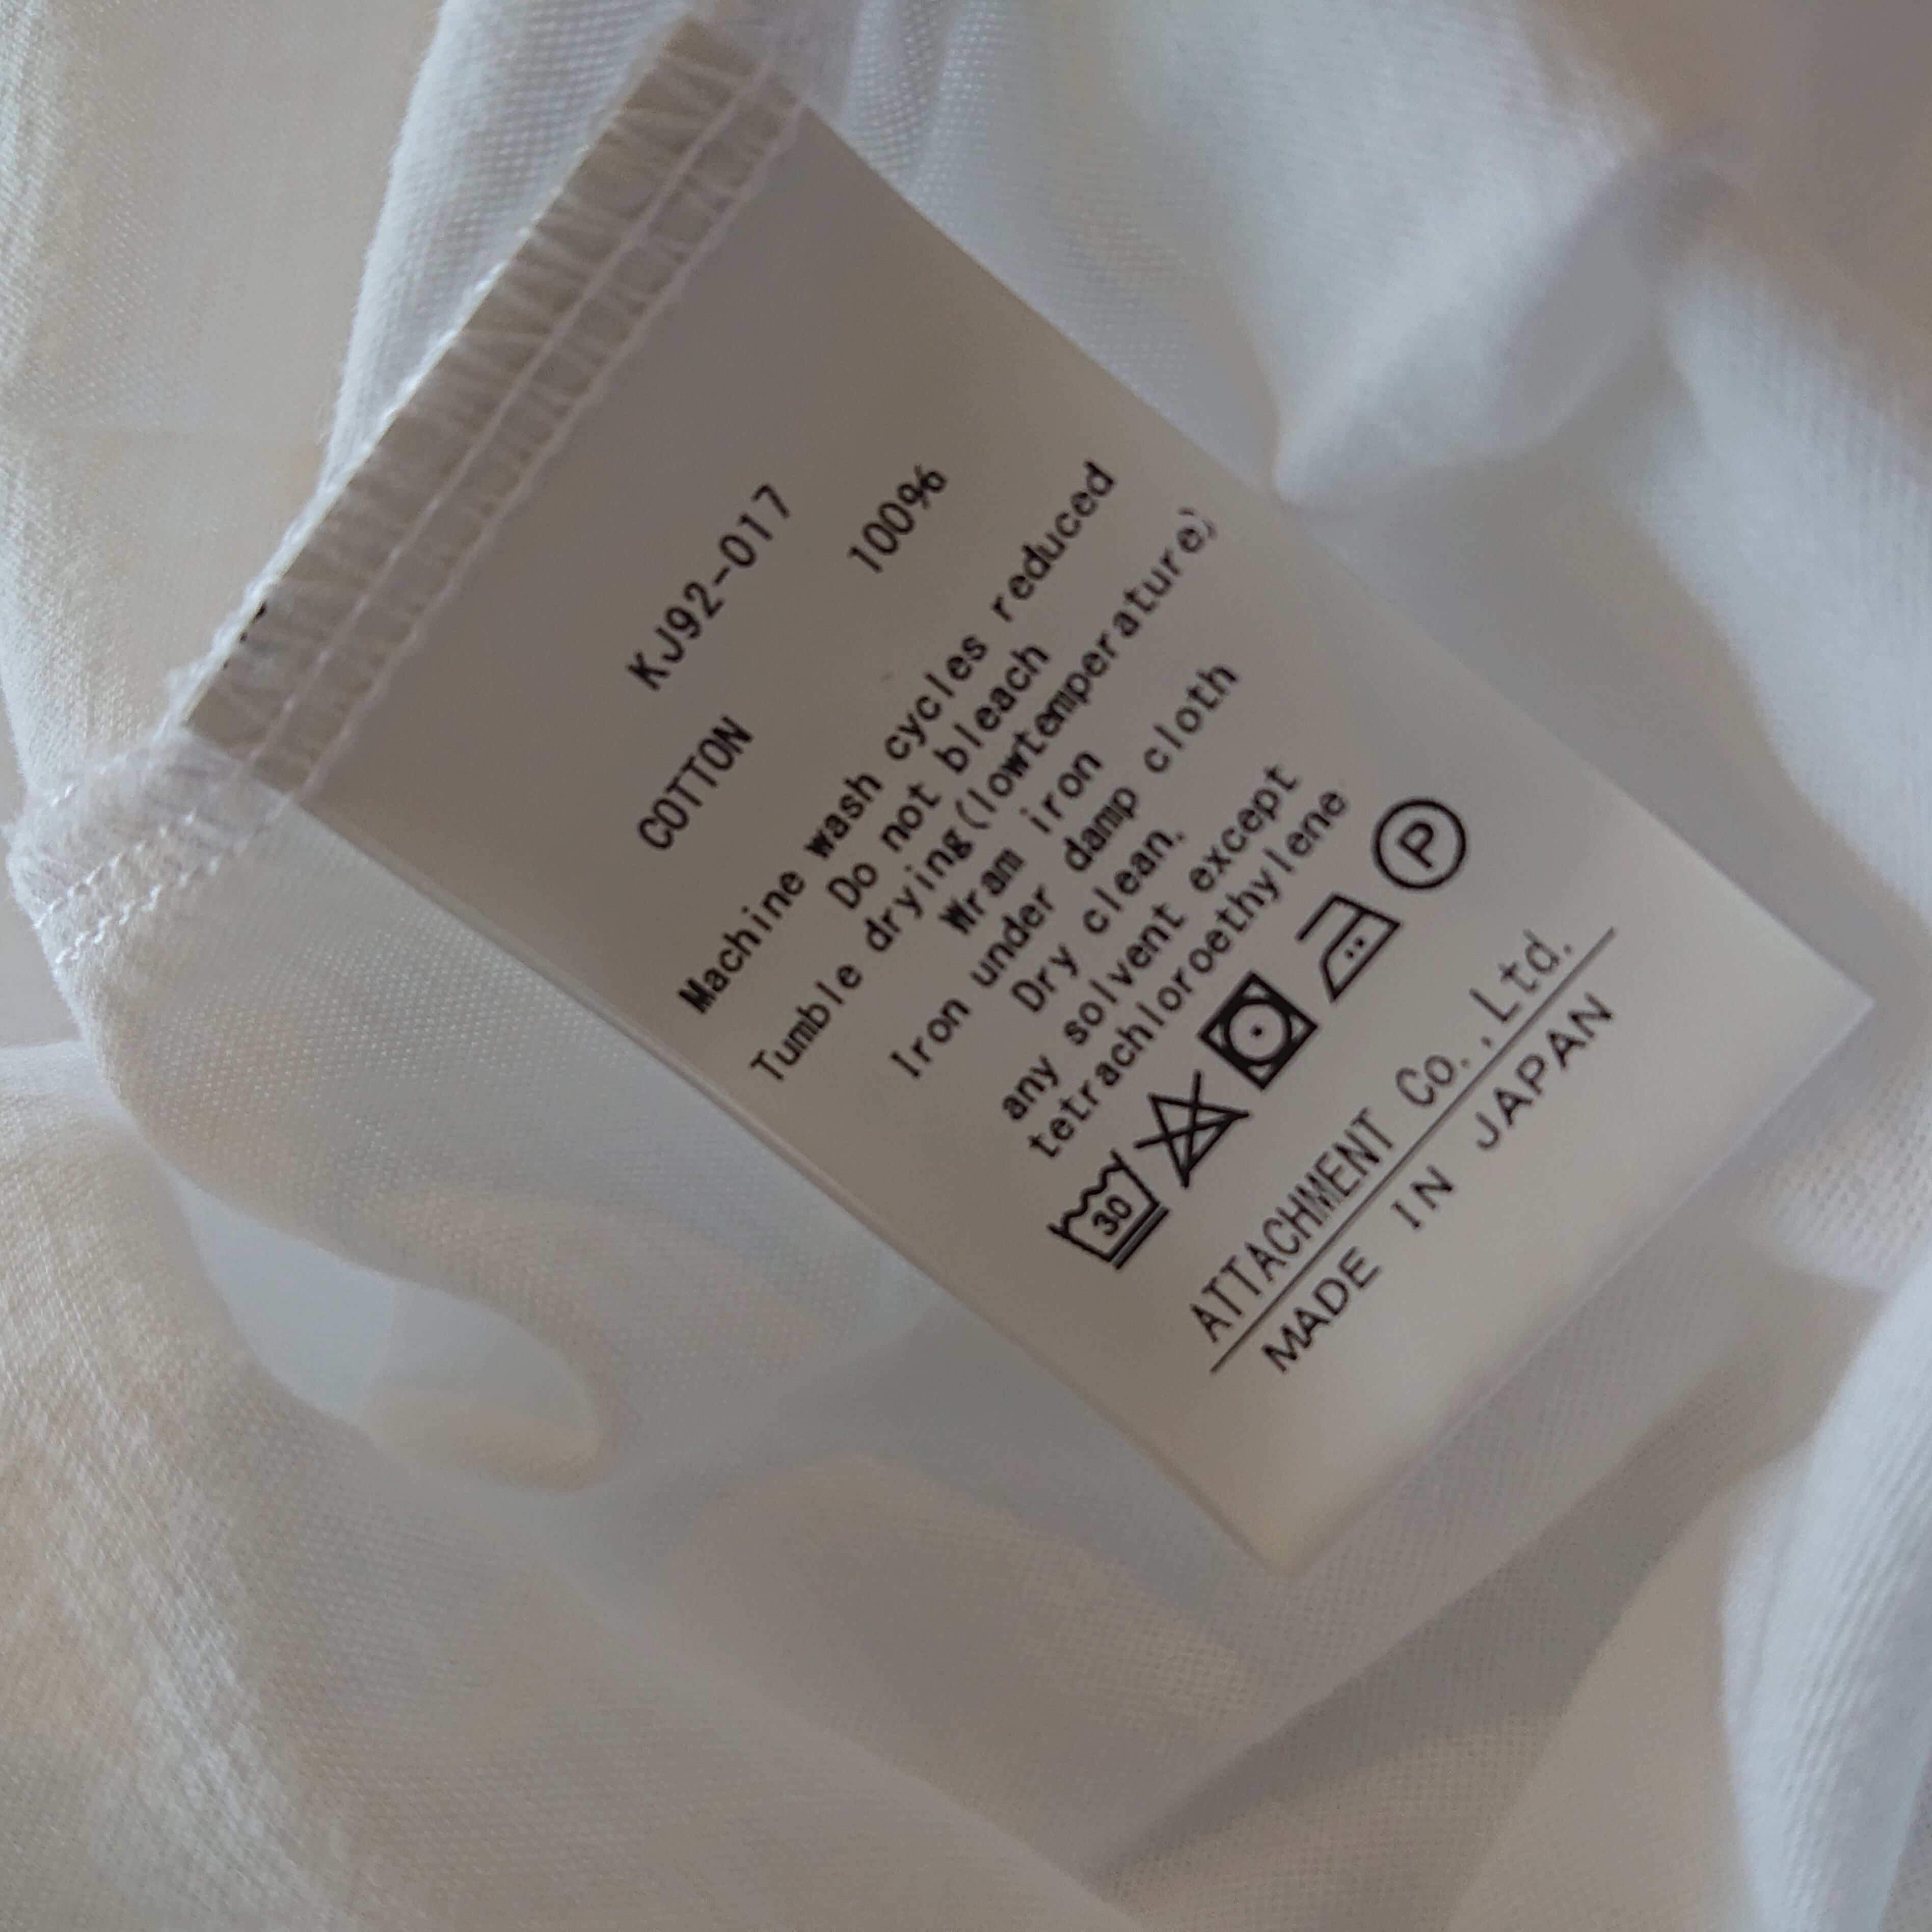 KJ92-017
COTTON 100%
Machine wash cycles reduced
Do not bleach
Tumble drying(lowtemperature)
Wram iron
Iron under damp cloth
Dry clean.
any solvent except
tetrachloroethylene
30 P
ATTACHMENT Co.,Ltd.
MADE IN JAPAN